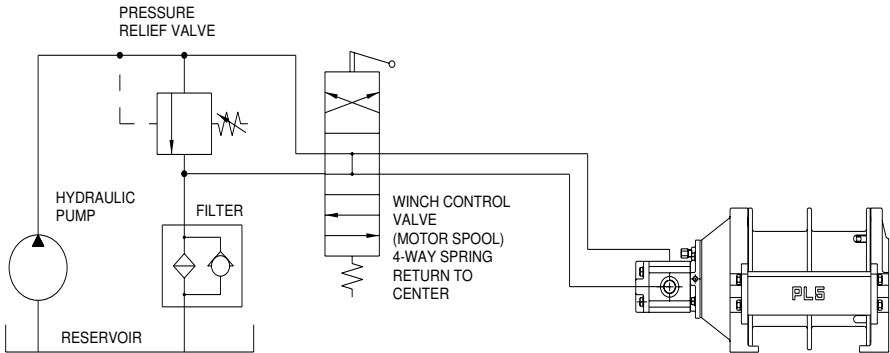 PRESSURE
RELIEF VALVE
HYDRAULIC
PUMP
FILTER
WINCH CONTROL
VALVE
(MOTOR SPOOL)
4-WAY SPRING
RETURN TO
CENTER
RESERVOIR
PL5